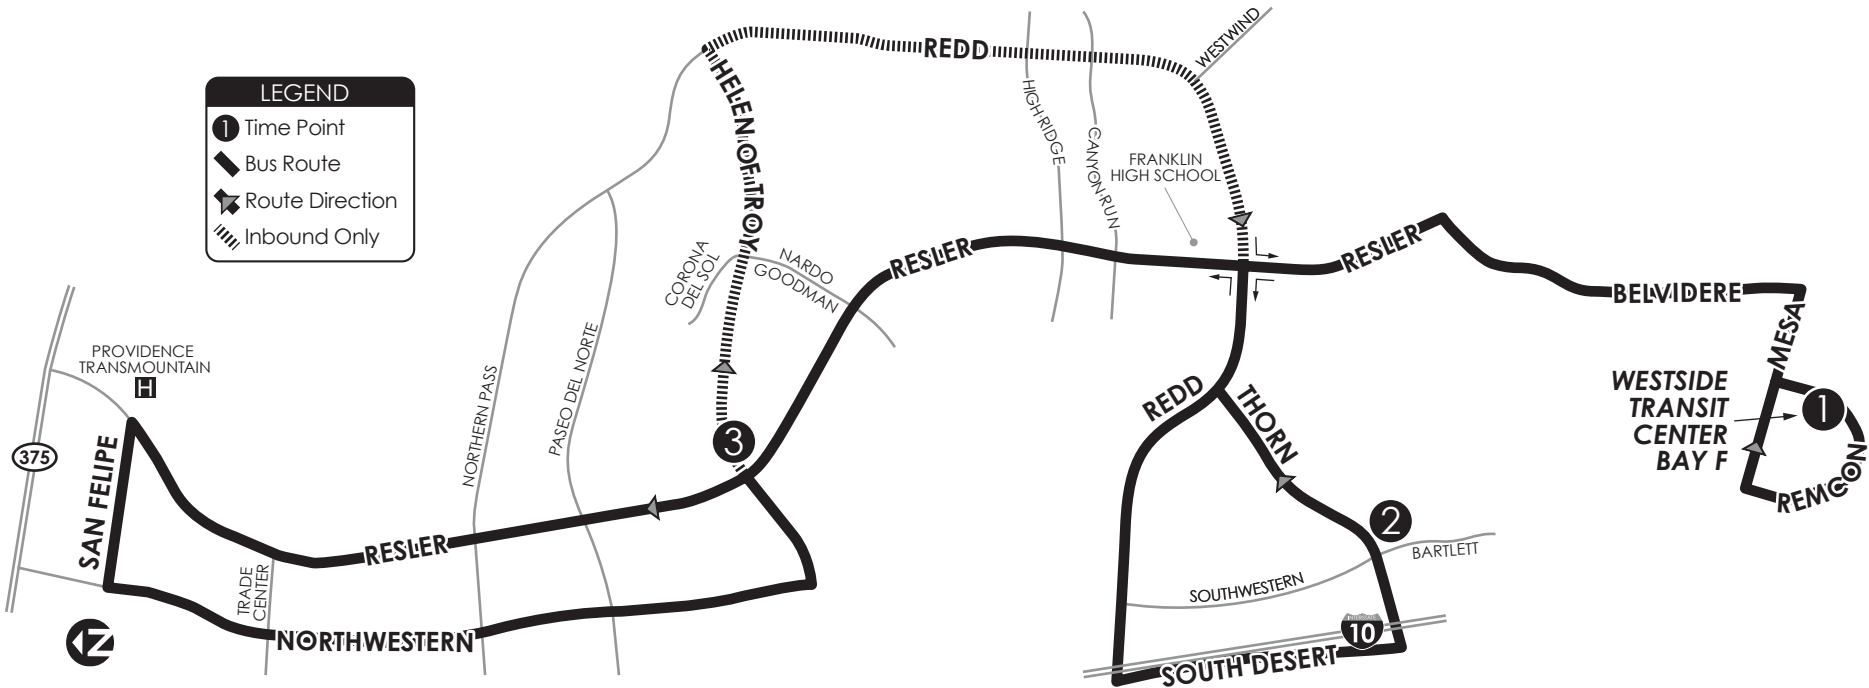 WESTWIND
REDD
LEGEND
1 Time Point
Bus Route
Route Direction
Inbound Only
HELEN OF TROY
HIGH RIDGE
CANYON RUN
FRANKLIN
HIGH SCHOOL
RESLER
RESLER
CORONA
DEL SOL
NARDO
GOODMAN
BELVIDERE
MESA
PROVIDENCE
TRANSMOUNTAIN
H
NORTHERN PASS
PASEO DEL NORTE
REDD
THORN
WESTSIDE
TRANSIT
CENTER
BAY F
1
REMCON
375
SAN FELIPE
3
2
RESLER
BARTLETT
TRADE
CENTER
SOUTHWESTERN
N
NORTHWESTERN
10
SOUTH DESERT